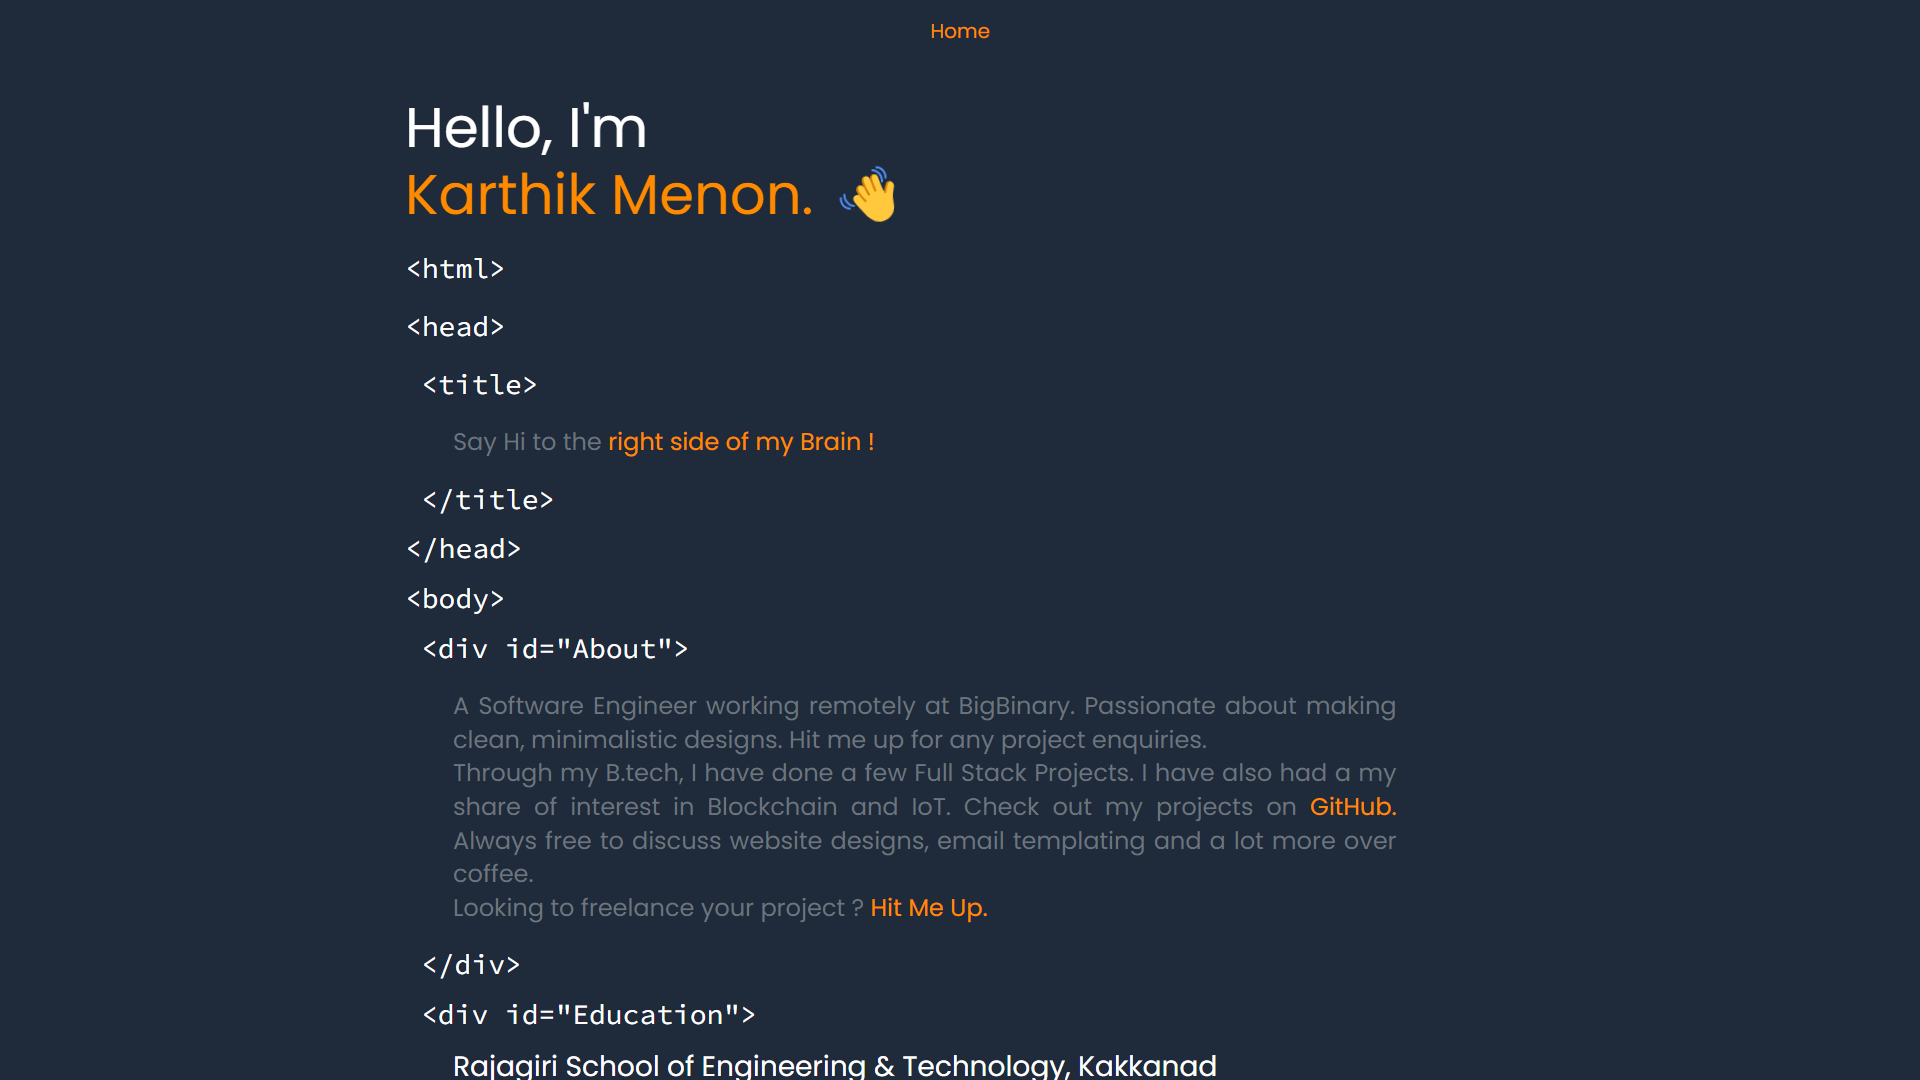 Home
Hello, I'm
Karthik Menon. 👋
<html>
<head>
<title>
Say Hi to the right side of my Brain !
</title>
</head>
<body>
<div id="About">
A Software Engineer working remotely at BigBinary. Passionate about making
clean, minimalistic designs. Hit me up for any project enquiries.
Through my B.tech, I have done a few Full Stack Projects. I have also had a my
share of interest in Blockchain and IoT. Check out my projects on GitHub.
Always free to discuss website designs, email templating and a lot more over
coffee.
Looking to freelance your project ? Hit Me Up.
</div>
<div id="Education">
Rajagiri School of Engineering & Technology, Kakkanad